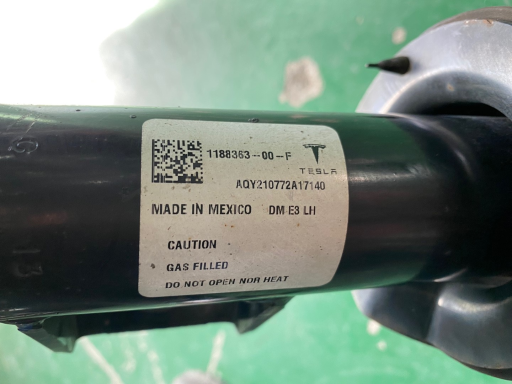 1188363-00-F
TESLA
AQY210772A17140
MADE IN MEXICO DM E3 LH
CAUTION
GAS FILLED
DO NOT OPEN NOR HEAT